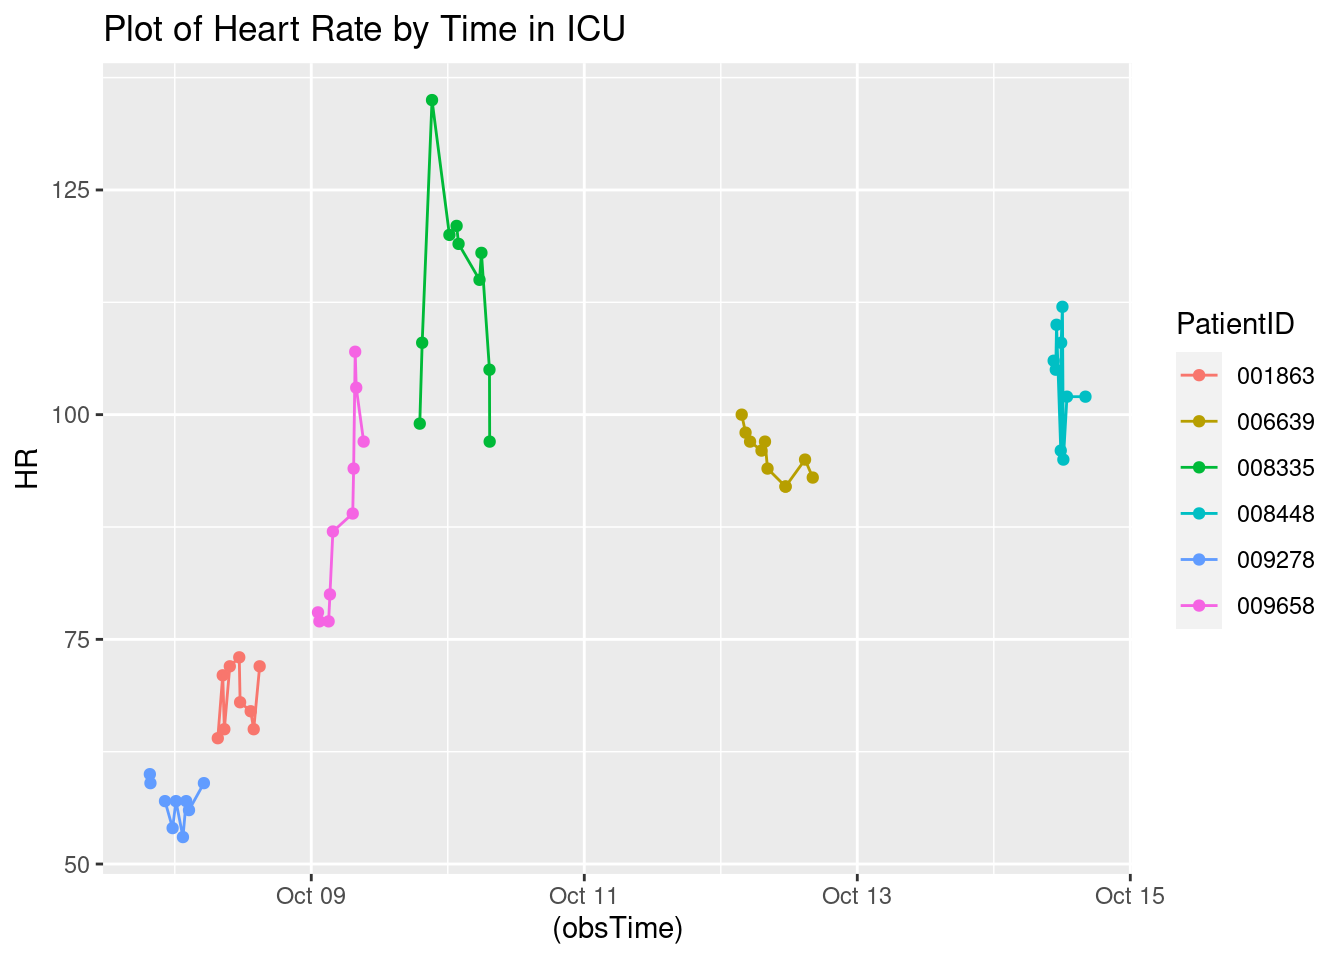 Plot of Heart Rate by Time in ICU
125
100
75
50
HR
Oct 09
Oct 11
Oct 13
Oct 15
(obsTime)
PatientID
001863
006639
008335
008448
009278
009658